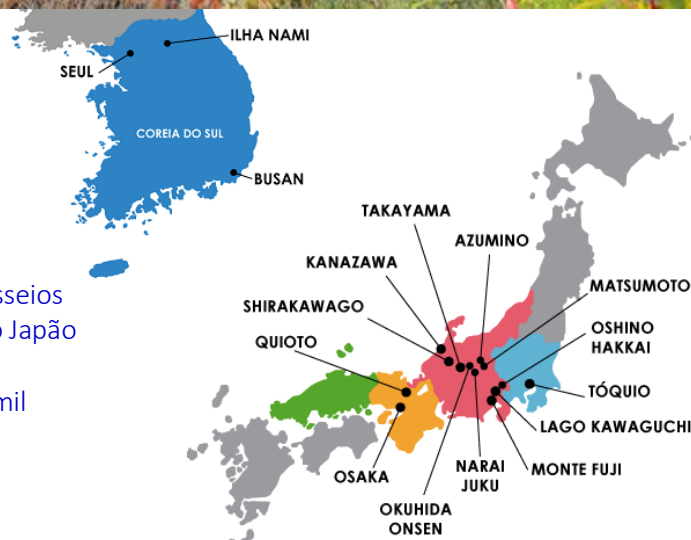 ILHA NAMI
SEUL
COREIA DO SUL
BUSAN
TAKAYAMA
AZUMINO
KANAZAWA
MATSUMOTO
SHIRAKAWAGO
OSHINO
HAKKAI
QUIOTO
TÓQUIO
LAGO KAWAGUCHI
OSAKA
NARAI
JUKU
MONTE FUJI
OKUHIDA
ONSEN
sseios
Japão
mil